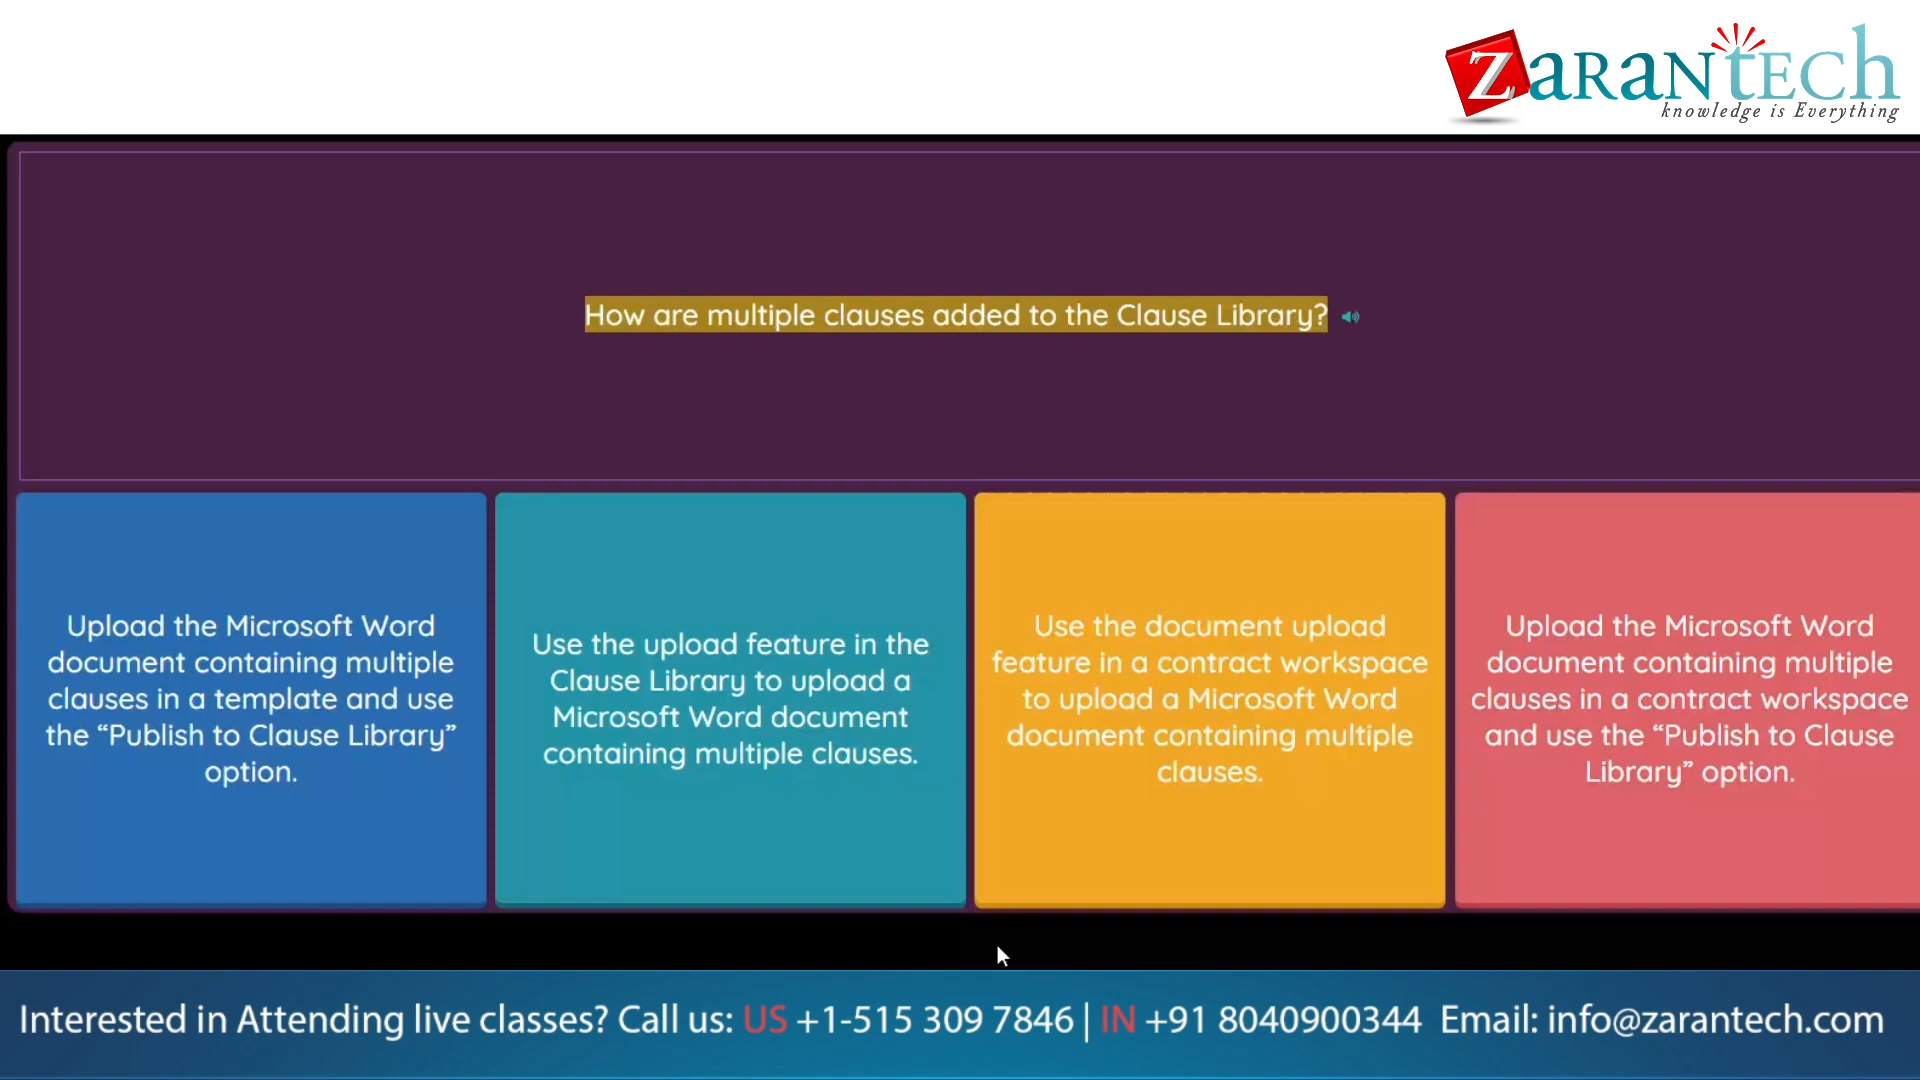 ZaranTech
knowledge is Everything
How are multiple clauses added to the Clause Library?
Upload the Microsoft Word
document containing multiple
clauses in a template and use
the “Publish to Clause Library”
option.
Use the upload feature in the
Clause Library to upload a
Microsoft Word document
containing multiple clauses.
Use the document upload
feature in a contract workspace
to upload a Microsoft Word
document containing multiple
clauses.
Upload the Microsoft Word
document containing multiple
clauses in a contract workspace
and use the “Publish to Clause
Library” option.
Interested in Attending live classes? Call us: US +1-515 309 7846 | IN +91 8040900344 Email: info@zarantech.com